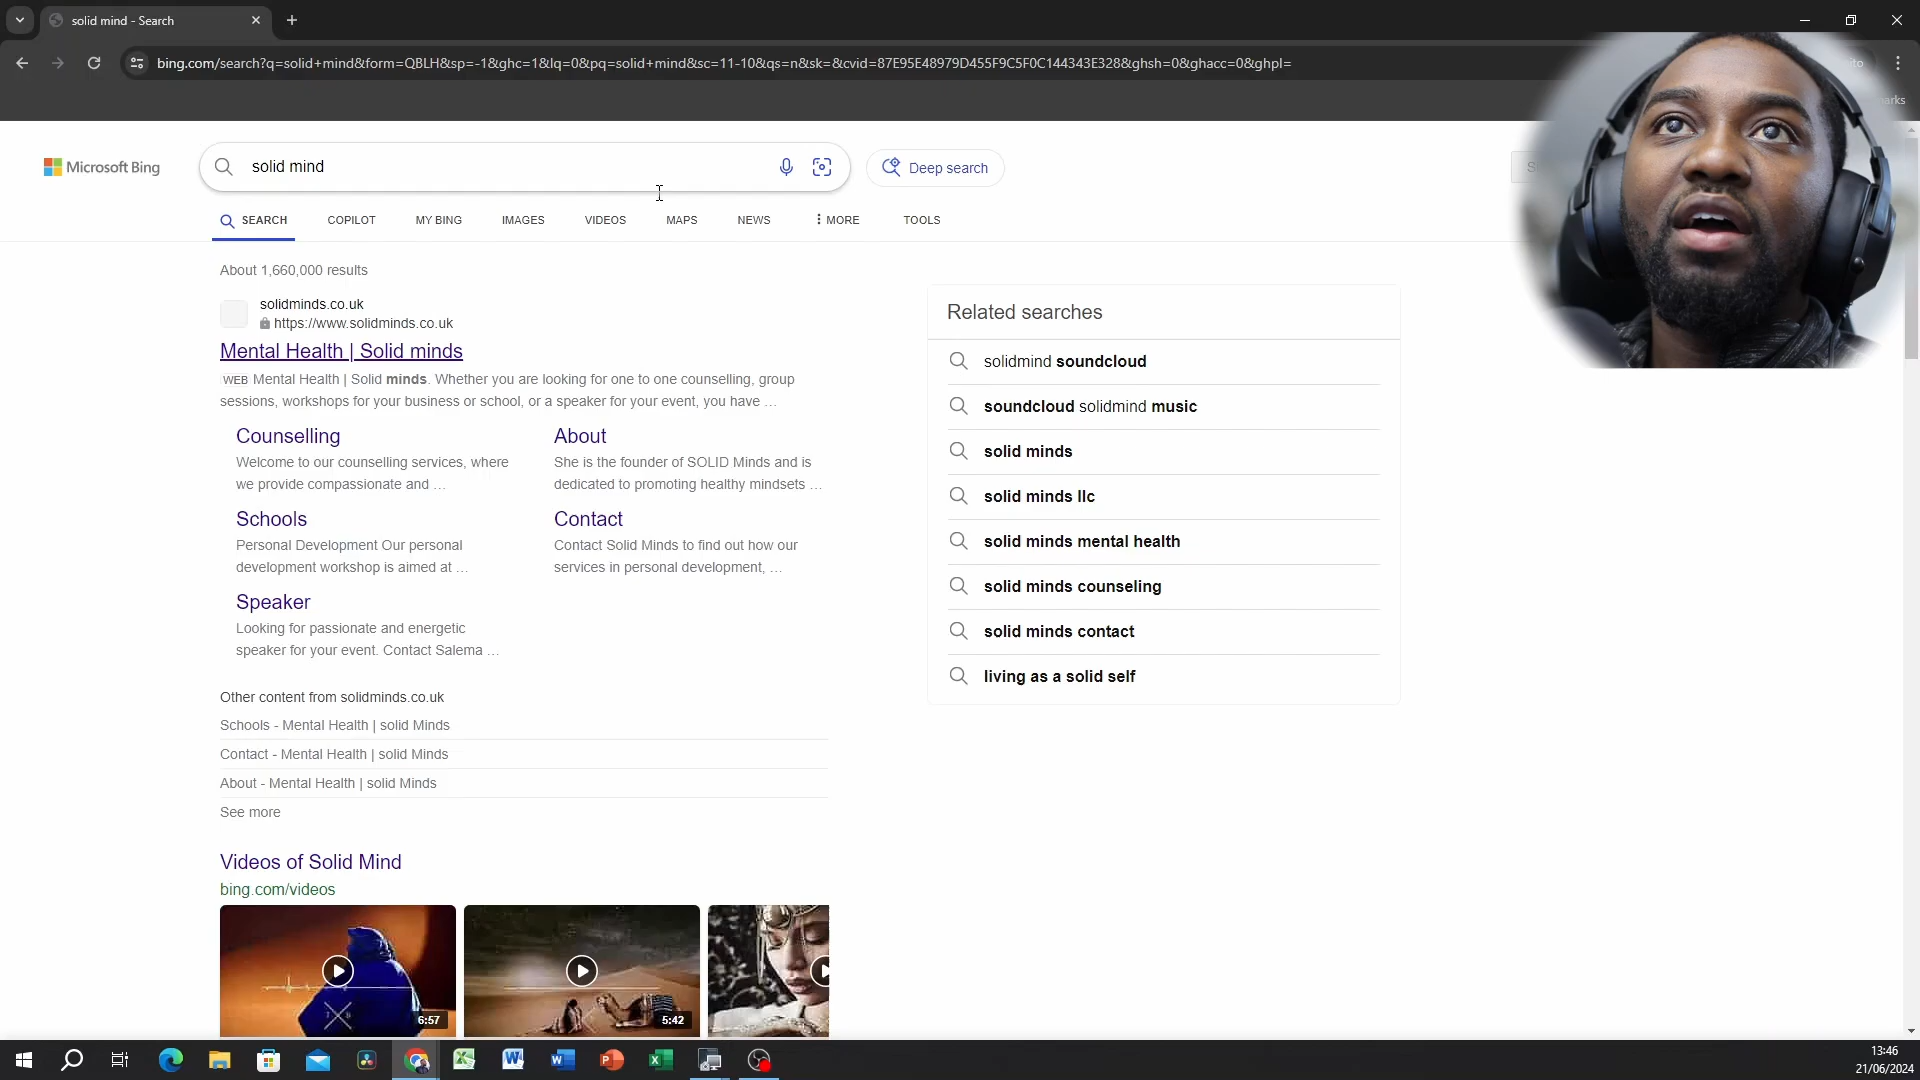 solid mind - Search
bing.com/search?q=solid+mind&form=QBLH&sp=-1&ghc=1&lq=0&pq=solid+mind&sc=11-10&qs=n&sk=&cvid=87E95E48979D455F9C5F0C144343E328&ghsh=0&ghacc=0&ghpl=
Microsoft Bing
solid mind
Deep search
SEARCH COPILOT MY BING IMAGES VIDEOS MAPS NEWS MORE TOOLS
About 1,660,000 results
solidminds.co.uk
https://www.solidminds.co.uk
Mental Health | Solid minds
WEB Mental Health | Solid minds. Whether you are looking for one to one counselling, group
sessions, workshops for your business or school, or a speaker for your event, you have ...
Counselling
Welcome to our counselling services, where
we provide compassionate and ...
About
She is the founder of SOLID Minds and is
dedicated to promoting healthy mindsets ...
Schools
Personal Development Our personal
development workshop is aimed at ...
Contact
Contact Solid Minds to find out how our
services in personal development, ...
Speaker
Looking for passionate and energetic
speaker for your event. Contact Salema ...
Other content from solidminds.co.uk
Schools - Mental Health | solid Minds
Contact - Mental Health | solid Minds
About - Mental Health | solid Minds
See more
Videos of Solid Mind
bing.com/videos
6:57
5:42
Related searches
solidmind soundcloud
soundcloud solidmind music
solid minds
solid minds llc
solid minds mental health
solid minds counseling
solid minds contact
living as a solid self
13:46
21/06/2024